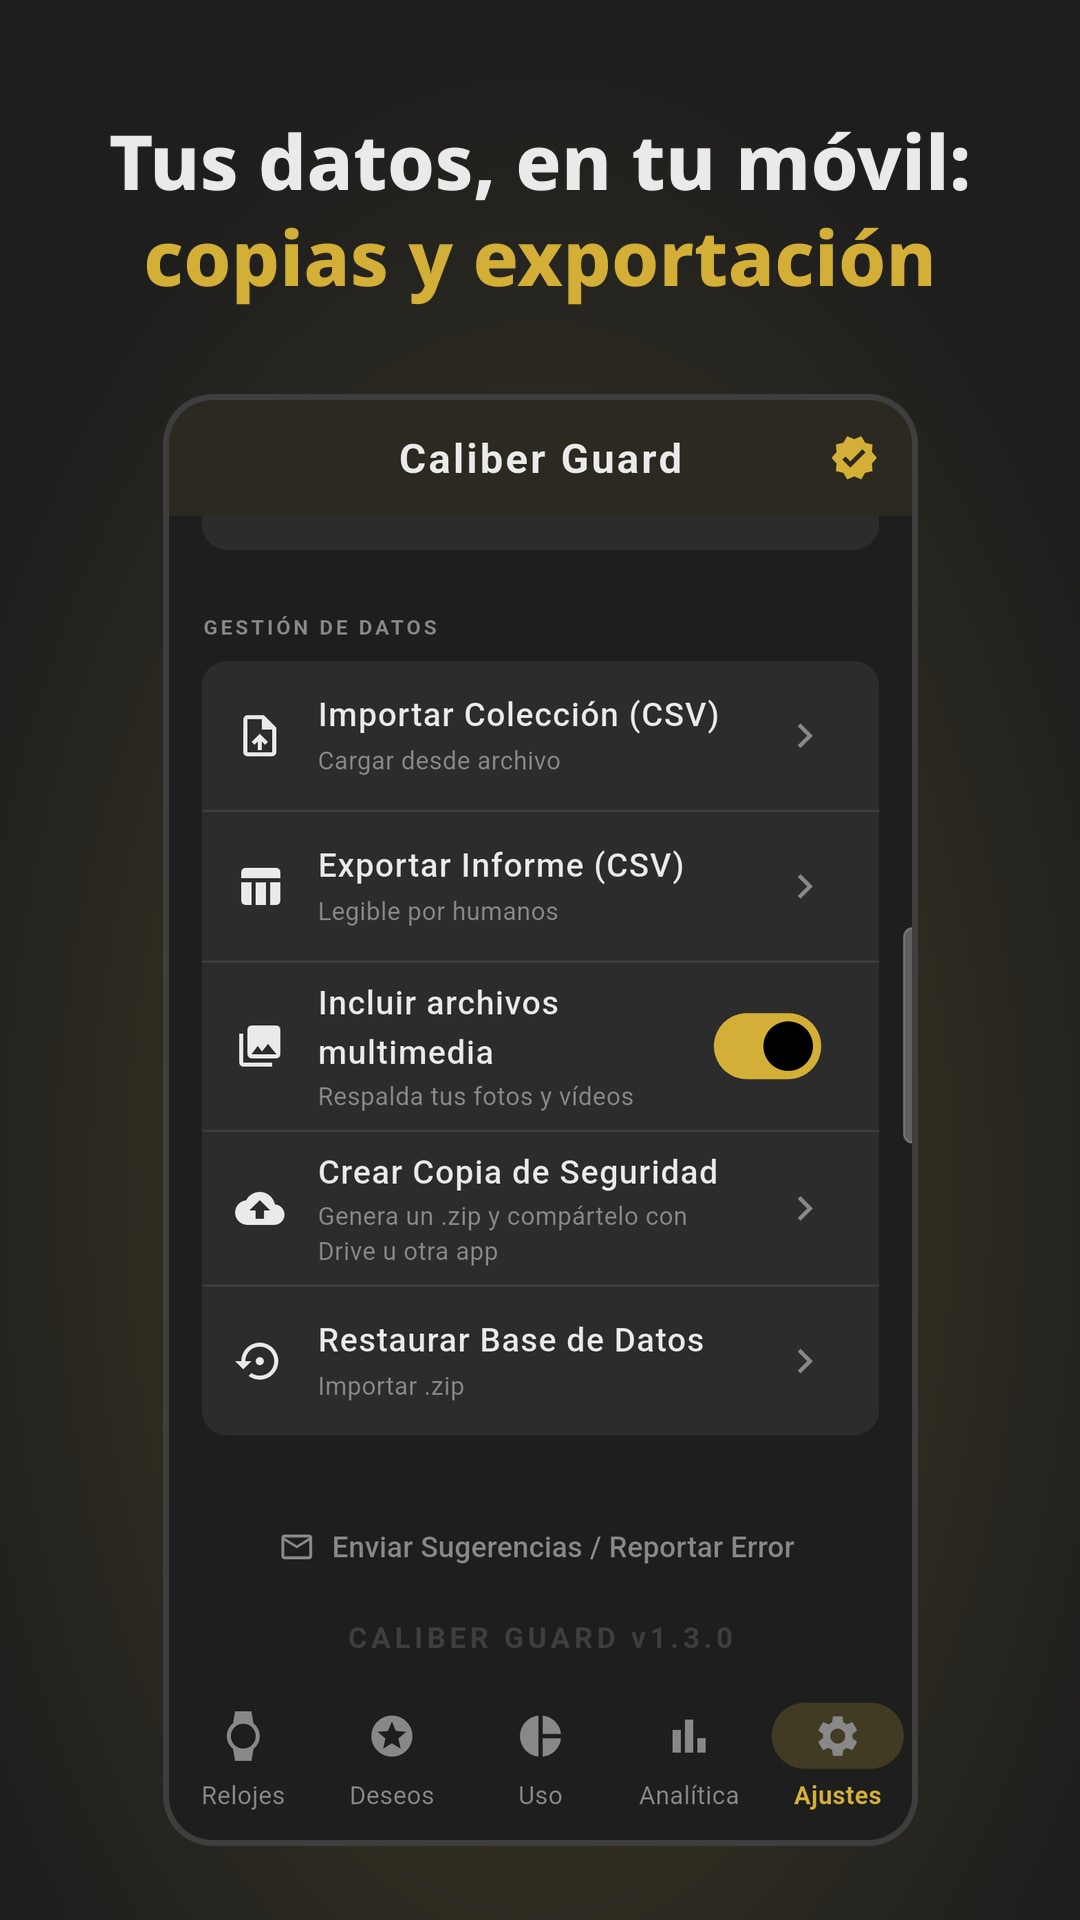 Tus datos, en tu móvil:
copias y exportación
Caliber Guard
GESTIÓN DE DATOS
Importar Colección (CSV)
Cargar desde archivo
Exportar Informe (CSV)
Legible por humanos
Incluir archivos
multimedia
Respalda tus fotos y vídeos
Crear Copia de Seguridad
Genera un .zip y compártelo con
Drive u otra app
Restaurar Base de Datos
Importar .zip
Enviar Sugerencias / Reportar Error
CALIBER GUARD v1.3.0
Relojes
Deseos
Uso
Analítica
Ajustes